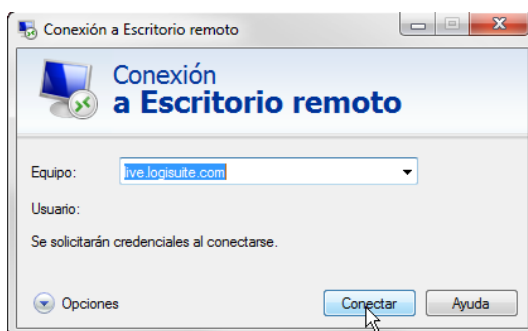 Conexión a Escritorio remoto
Conexión
a Escritorio remoto
Equipo: live.logisuite.com
Usuario:
Se solicitarán credenciales al conectarse.
Opciones Conectar Ayuda